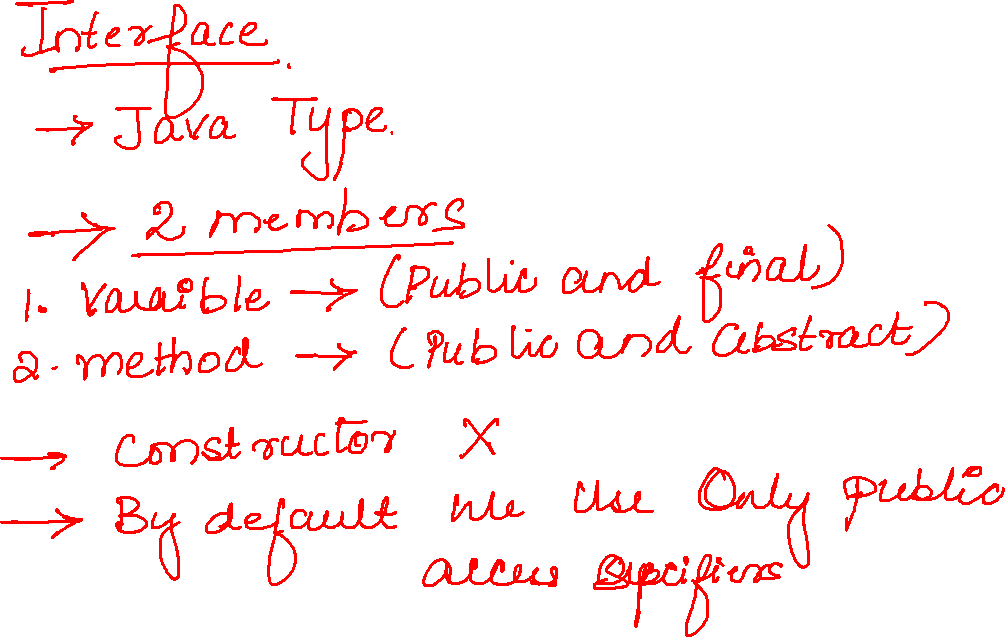 Interface.
→ Java Type.
→ 2 members
1. Varaible → (Public and final)
2. method → (Public and abstract)
→ Constructor X
→ By default we use Only public
access Specifiers